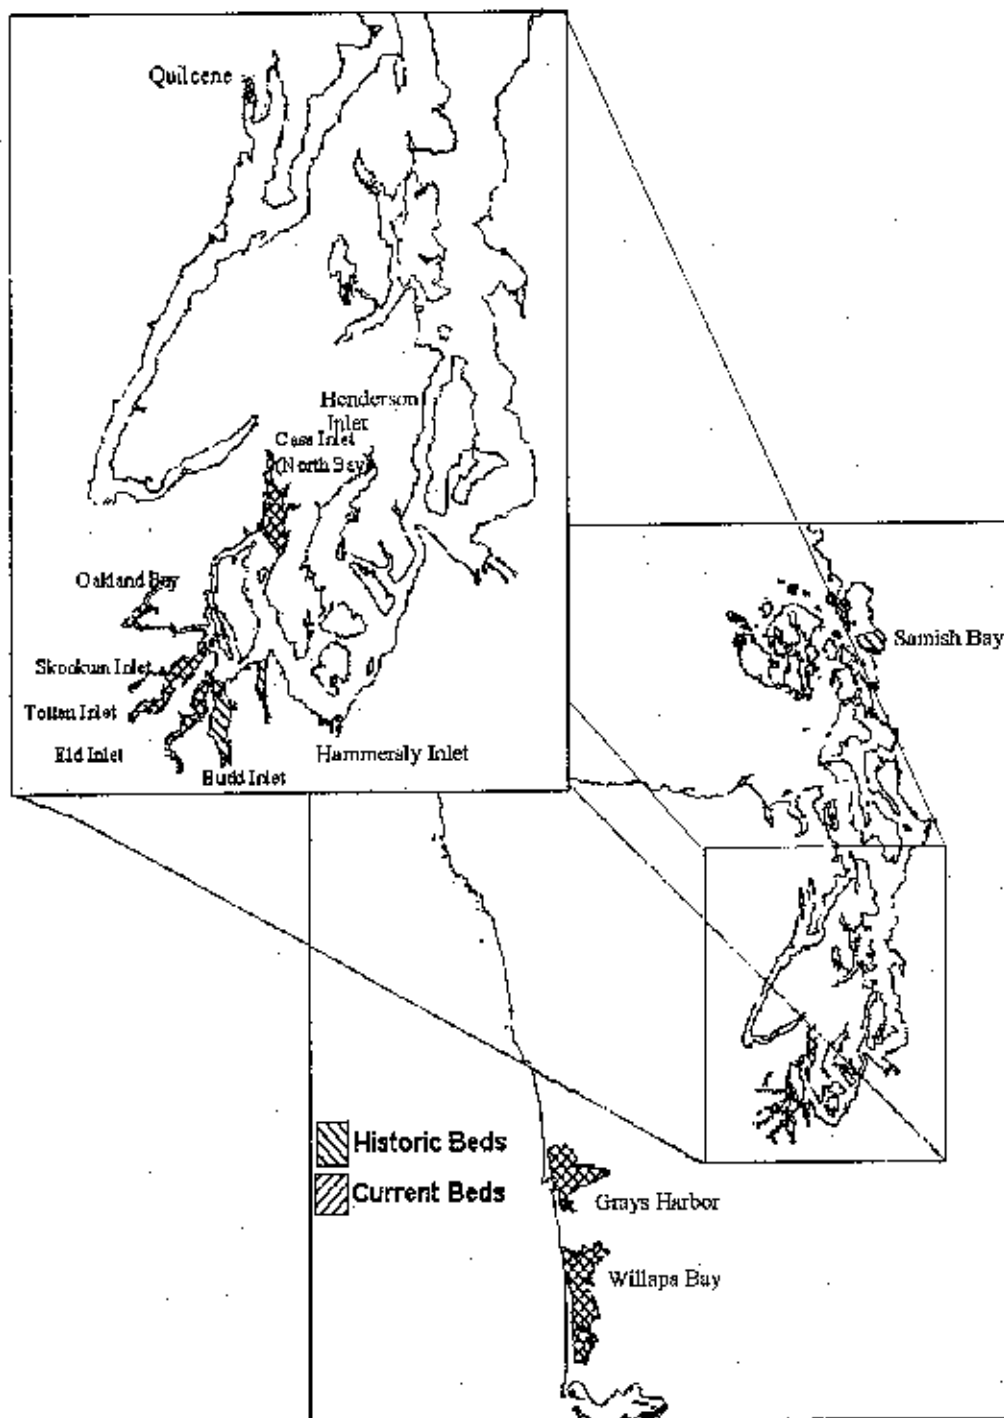 Quilcene
Henderson
Inlet
Case Inlet
(North Bay)
Oakland Bay
Skookum Inlet
Totten Inlet
Eld Inlet
Budd Inlet
Hammersly Inlet
Samish Bay
Historic Beds
Current Beds
Grays Harbor
Willapa Bay